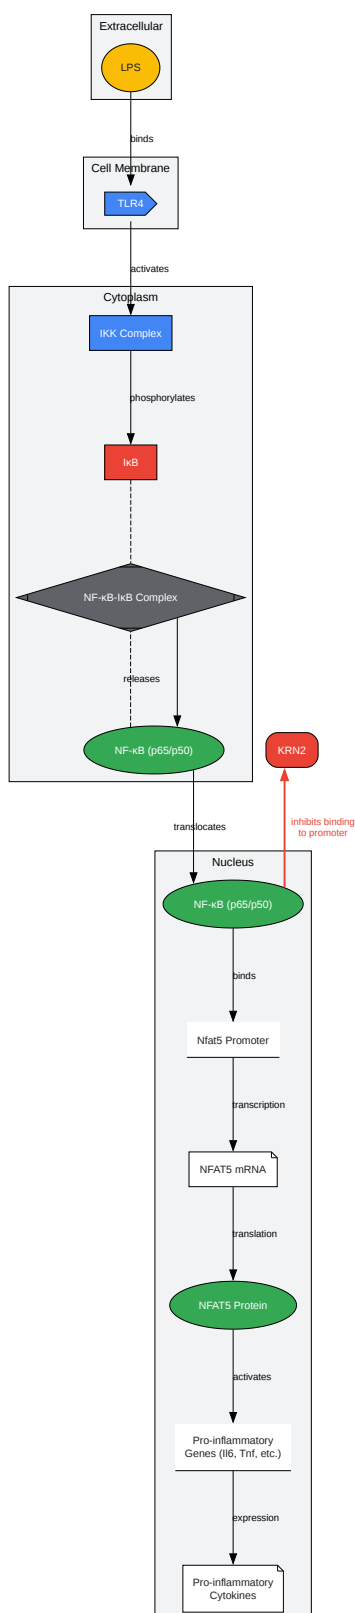 Extracellular
LPS
binds
Cell Membrane
TLR4
activates
Cytoplasm
IKK Complex
phosphorylates
IκB
NF-κB-IκB Complex
releases
NF-κB (p65/p50)
KRN2
inhibits binding
to promoter
translocates
Nucleus
NF-κB (p65/p50)
binds
Nfat5 Promoter
transcription
NFAT5 mRNA
translation
NFAT5 Protein
activates
Pro-inflammatory
Genes (Il6, Tnf, etc.)
expression
Pro-inflammatory
Cytokines